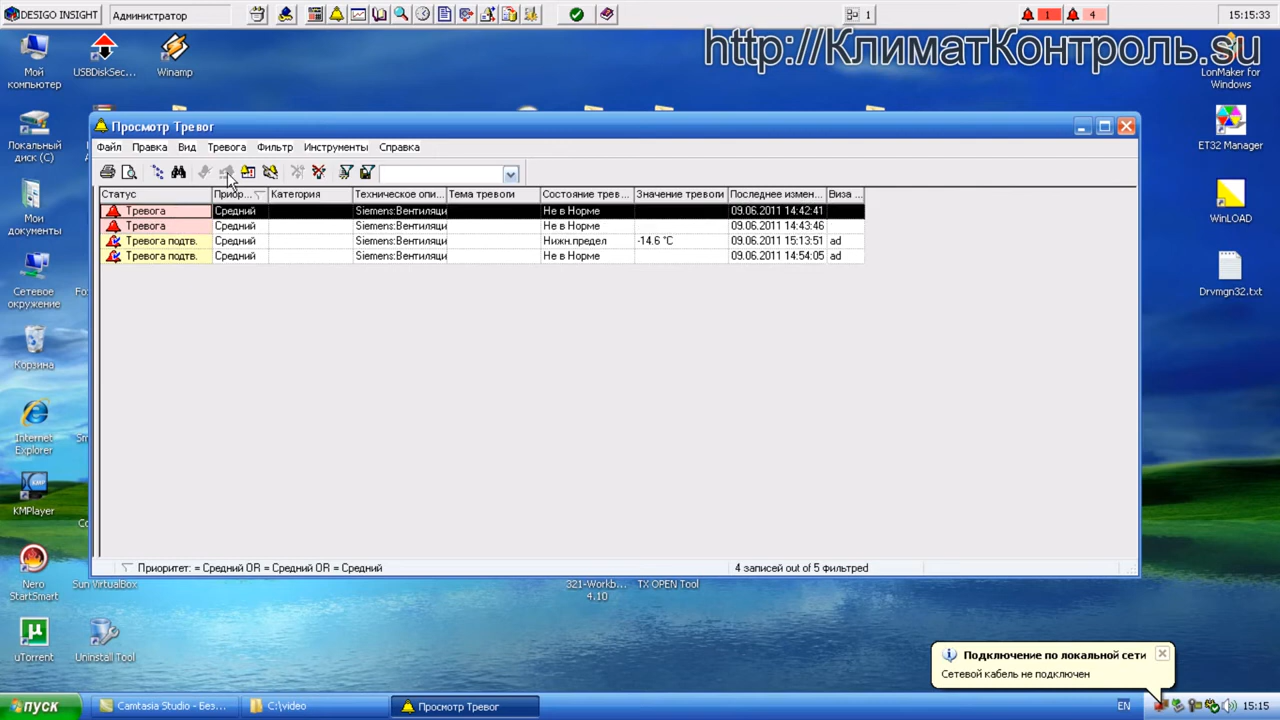 DESIGO INSIGHT
Администратор
1
1
4
15:15:33
http://КлиматКонтроль.su
Мой компьютер
USBDiskSec...
Winamp
LonMaker for Windows
Просмотр Тревог
Файл Правка Вид Тревога Фильтр Инструменты Справка
Статус Приор... Категория Техническое опи... Тема тревоги Состояние трев... Значение тревоги Последнее измен... Виза ...
Тревога Средний Siemens:Вентиляци Не в Норме 09.06.2011 14:42:41
Тревога Средний Siemens:Вентиляци Не в Норме 09.06.2011 14:43:46
Тревога подтв. Средний Siemens:Вентиляци Нижн.предел -14.6 °C 09.06.2011 15:13:51 ad
Тревога подтв. Средний Siemens:Вентиляци Не в Норме 09.06.2011 14:54:05 ad
Приоритет: = Средний OR = Средний OR = Средний
4 записей out of 5 фильтред
Локальный диск (C)
Мои документы
Сетевое окружение
Fo
Корзина
Internet Explorer
Sm
KMPlayer
Co
Nero StartSmart
Sun VirtualBox
321-Workb... 4.10
TX OPEN Tool
uTorrent
Uninstall Tool
ET32 Manager
WinLOAD
Drvmgn32.txt
Подключение по локальной сети
Сетевой кабель не подключен
пуск
Camtasia Studio - Без...
C:\video
Просмотр Тревог
EN
15:15